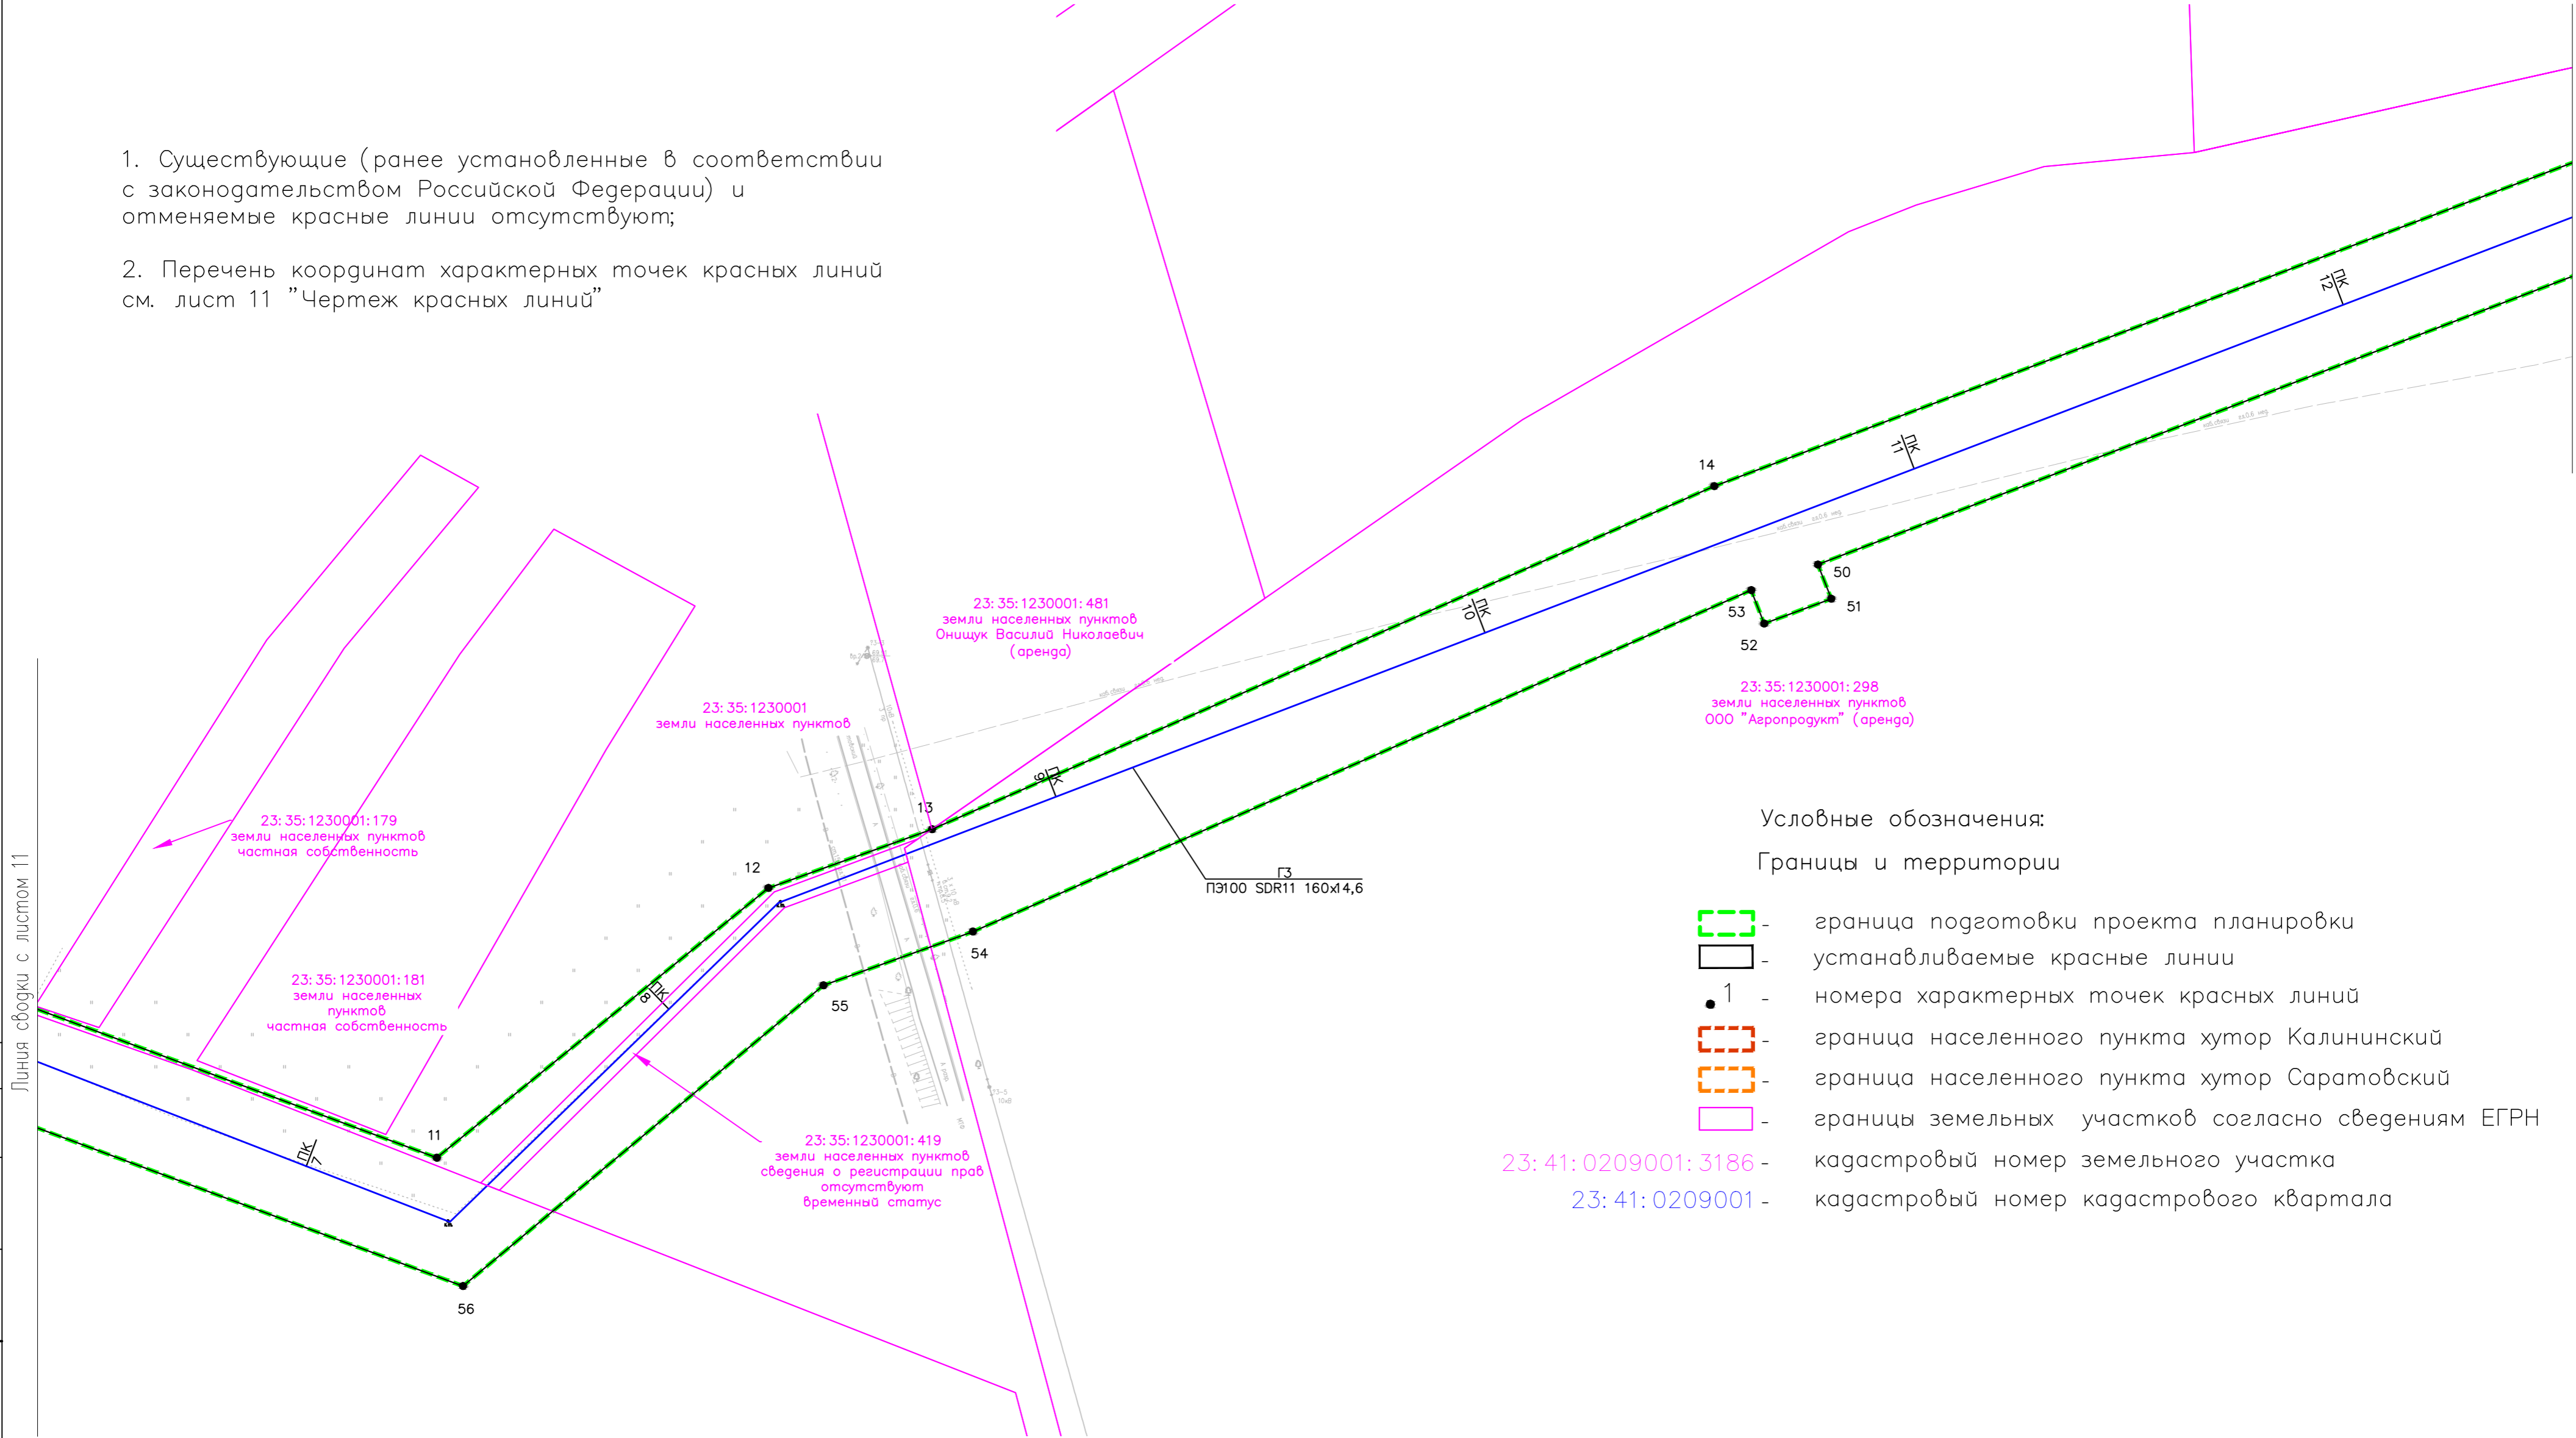 1. Существующие (ранее установленные в соответствии
с законодательством Российской Федерации) и
отменяемые красные линии отсутствуют;
2. Перечень координат характерных точек красных линий
см. лист 11 "Чертеж красных линий"
ПК
12
14
ПК
11
50
51
53
52
ПК
10
23:35:1230001:481
земли населенных пунктов
Онищук Василий Николаевич
(аренда)
23:35:1230001:298
земли населенных пунктов
ООО "Агропродукт" (аренда)
23:35:1230001
земли населенных пунктов
13
ПК
9
23:35:1230001:179
земли населенных пунктов
частная собственность
12
Г3
ПЭ100 SDR11 160х14,6
54
55
23:35:1230001:181
земли населенных
пунктов
частная собственность
ПК
8
Линия сводки с листом 11
11
ПК
7
23:35:1230001:419
земли населенных пунктов
сведения о регистрации прав
отсутствуют
временный статус
56
Условные обозначения:
Границы и территории
- граница подготовки проекта планировки
- устанавливаемые красные линии
1 - номера характерных точек красных линий
- граница населенного пункта хутор Калининский
- граница населенного пункта хутор Саратовский
- границы земельных участков согласно сведениям ЕГРН
23:41:0209001:3186 - кадастровый номер земельного участка
23:41:0209001 - кадастровый номер кадастрового квартала